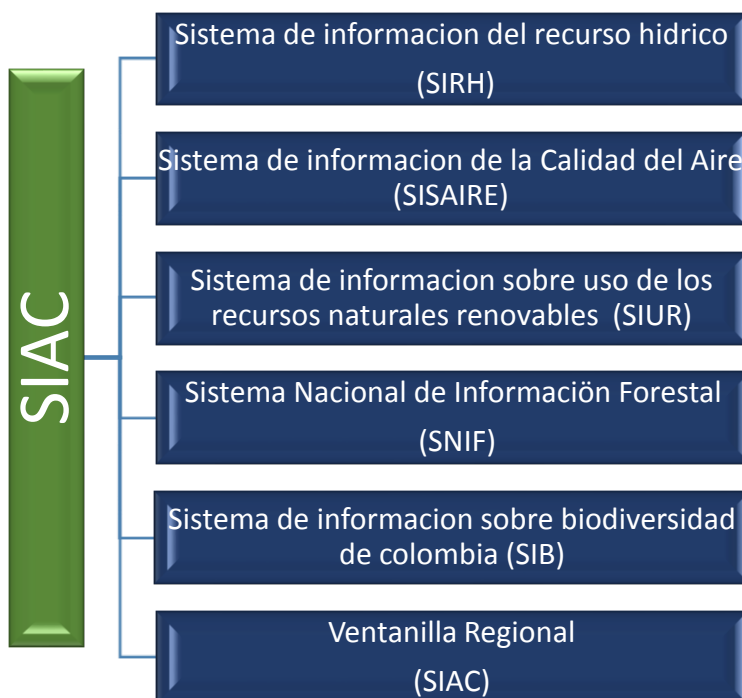 SIAC
Sistema de informacion del recurso hidrico
(SIRH)
Sistema de informacion de la Calidad del Aire
(SISAIRE)
Sistema de informacion sobre uso de los
recursos naturales renovables (SIUR)
Sistema Nacional de Informaciön Forestal
(SNIF)
Sistema de informacion sobre biodiversidad
de colombia (SIB)
Ventanilla Regional
(SIAC)